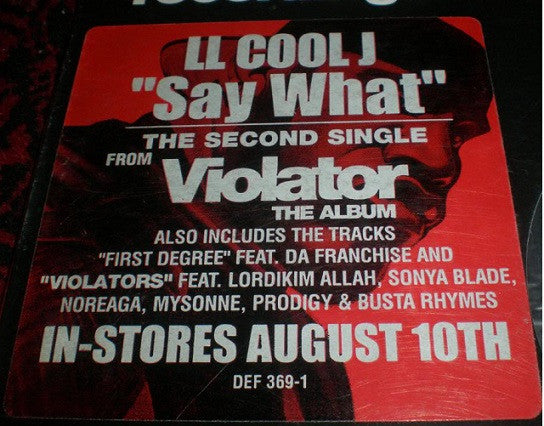 LL COOL J
"Say What"
THE SECOND SINGLE
FROM Violator
THE ALBUM
ALSO INCLUDES THE TRACKS
"FIRST DEGREE" FEAT. DA FRANCHISE AND
"VIOLATORS" FEAT. LORDIKIM ALLAH, SONYA BLADE,
NOREAGA, MYSONNE, PRODIGY & BUSTA RHYMES
IN-STORES AUGUST 10TH
DEF 369-1